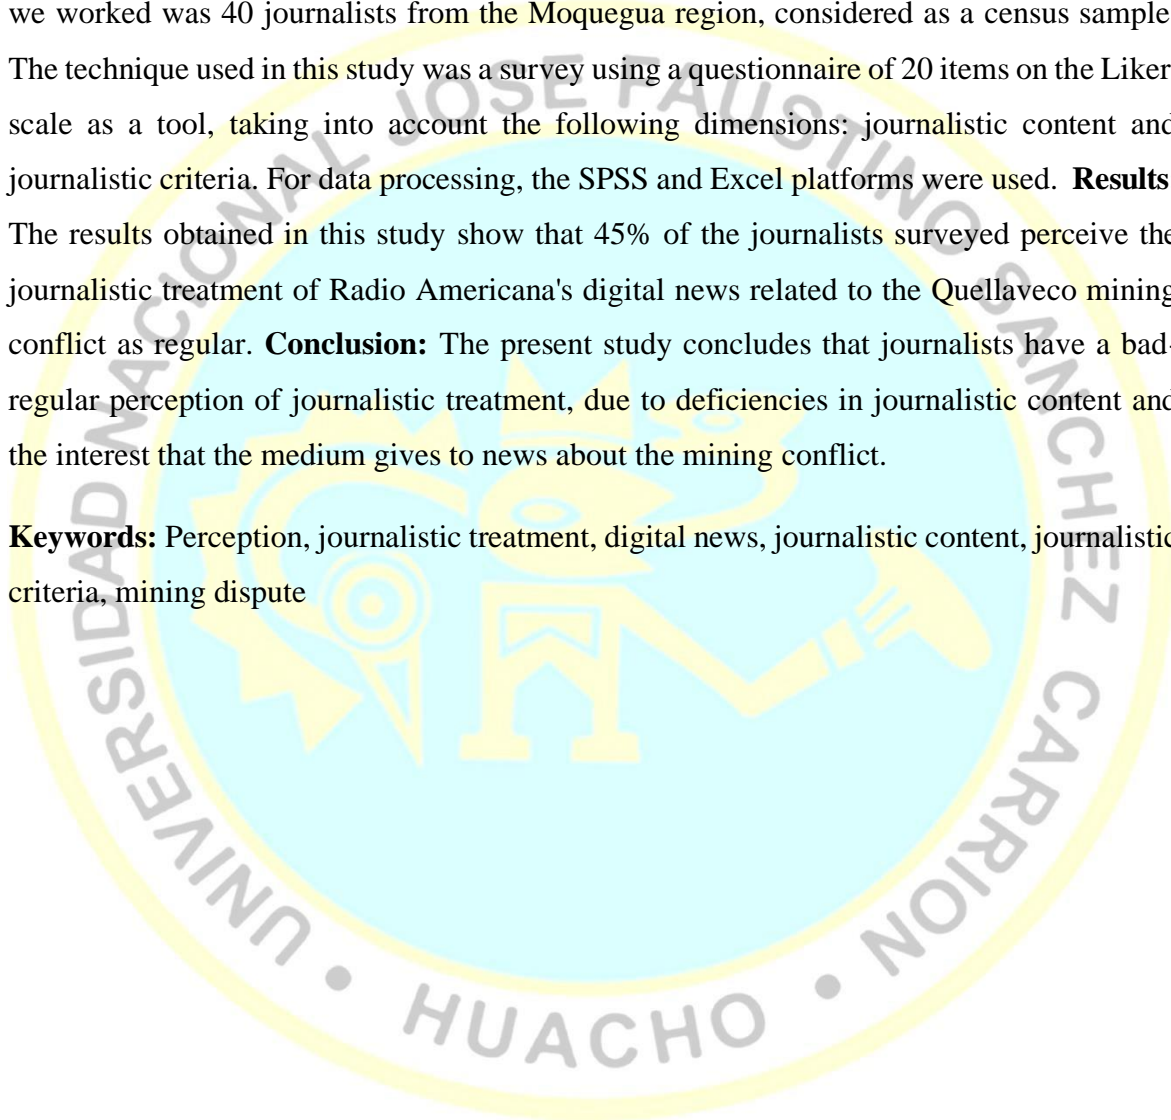 we worked was 40 journalists from the Moquegua region, considered as a census sample
The technique used in this study was a survey using a questionnaire of 20 items on the Liker
scale as a tool, taking into account the following dimensions: journalistic content and
journalistic criteria. For data processing, the SPSS and Excel platforms were used. Results
The results obtained in this study show that 45% of the journalists surveyed perceive the
journalistic treatment of Radio Americana's digital news related to the Quellaveco mining
conflict as regular. Conclusion: The present study concludes that journalists have a bad-
regular perception of journalistic treatment, due to deficiencies in journalistic content and
the interest that the medium gives to news about the mining conflict.
Keywords: Perception, journalistic treatment, digital news, journalistic content, journalistic
criteria, mining dispute
UNIVERSIDAD NACIONAL JOSE FAUSTINO SANCHEZ CARRION
• HUACHO •